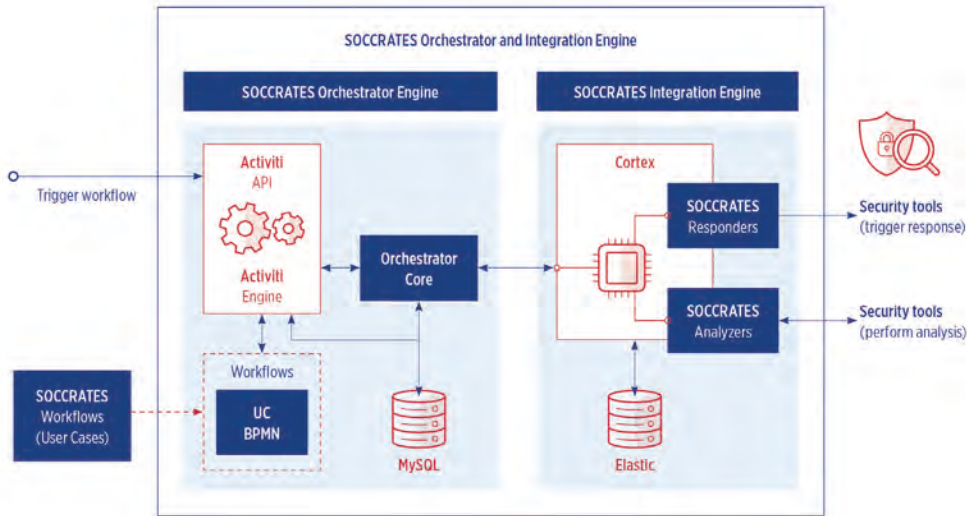 SOCCRATES Orchestrator and Integration Engine
SOCCRATES Orchestrator Engine
SOCCRATES Integration Engine
Activiti
API
Cortex
Trigger workflow
SOCCRATES
Responders
Security tools
(trigger response)
Orchestrator
Core
Activiti
Engine
SOCCRATES
Analyzers
Security tools
(perform analysis)
Workflows
SOCCRATES
Workflows
(User Cases)
UC
BPMN
MySQL
Elastic